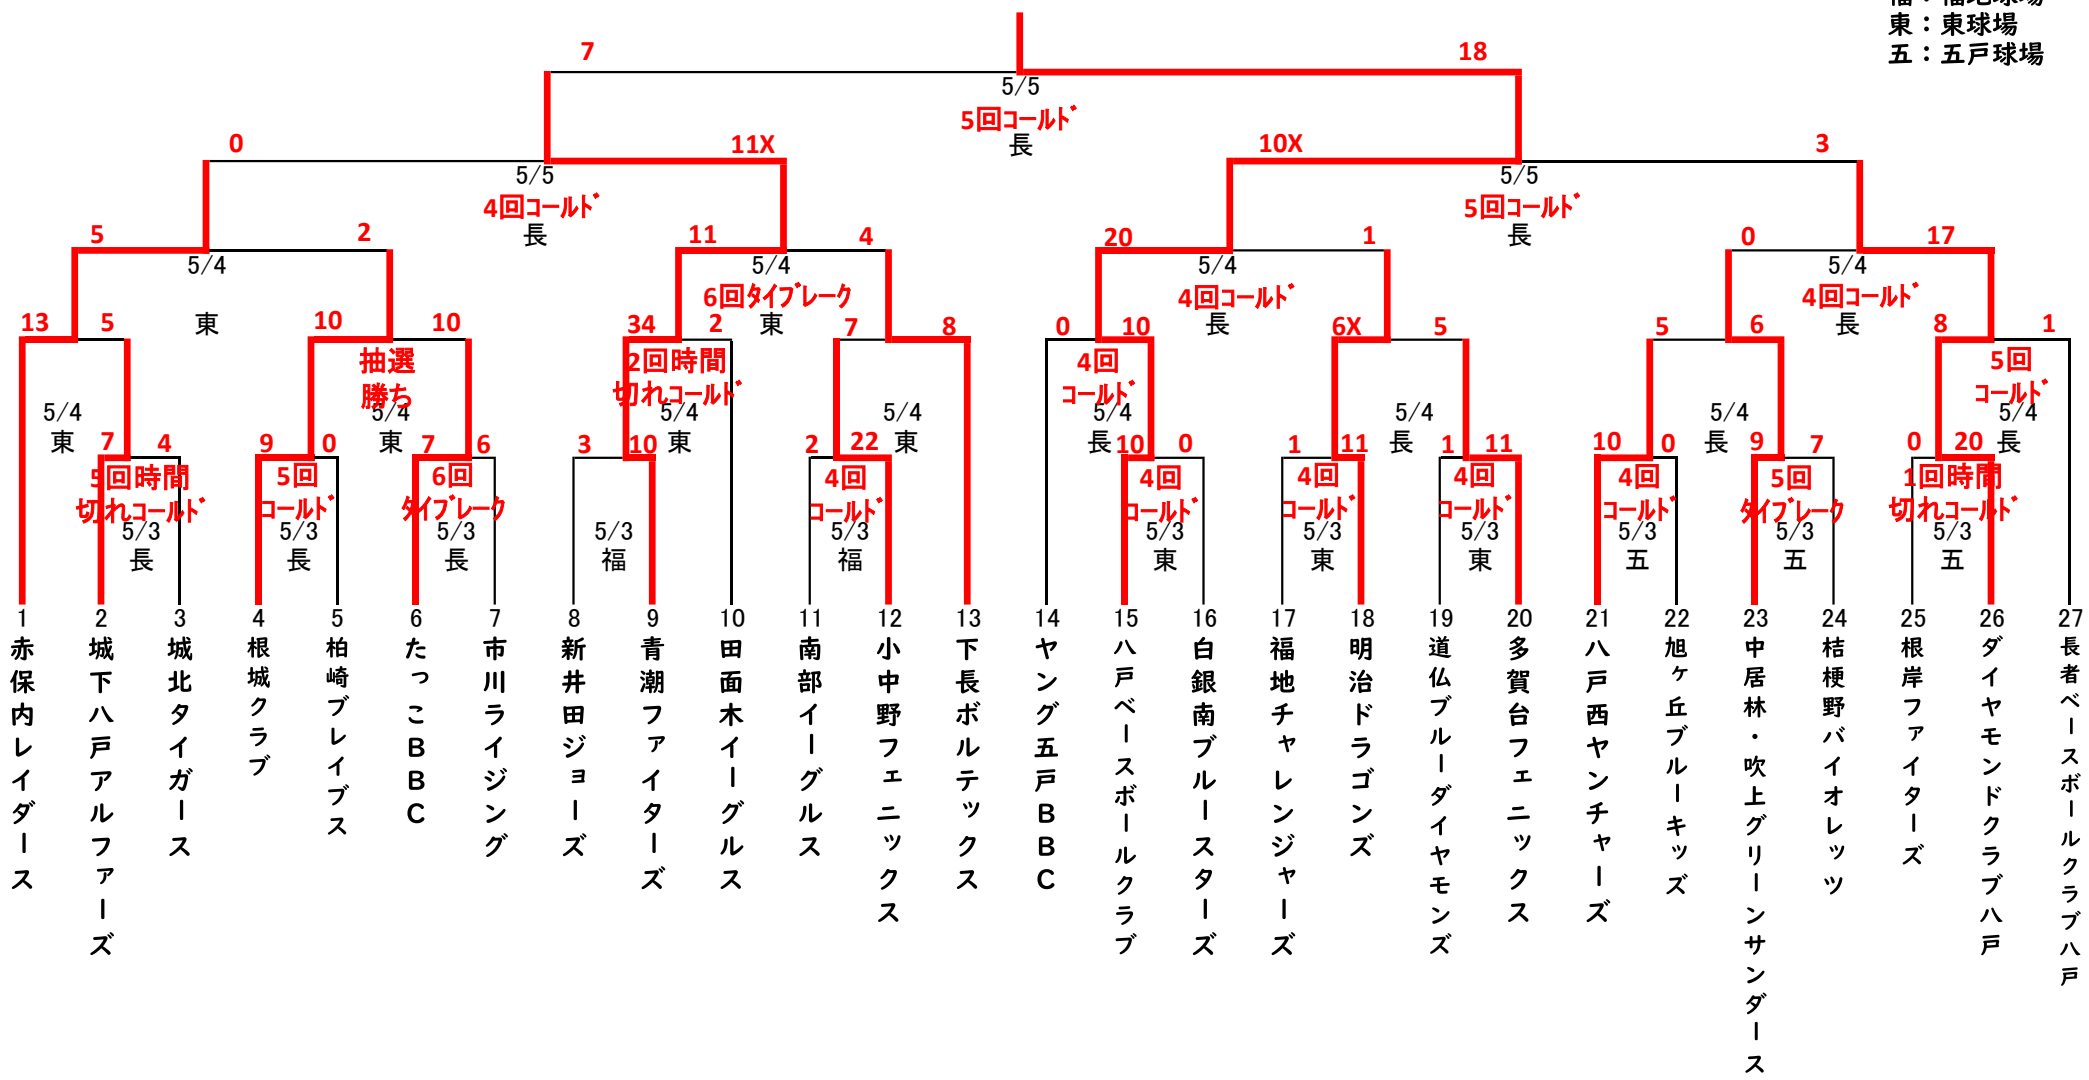 東：東球場
五：五戸球場
7
18
5/5
5回コールド
長
0
11X
10X
3
5/5
5/5
4回コールド
5回コールド
長
長
5
2
11
4
20
1
0
17
5/4
5/4
5/4
5/4
6回タイブレーク
4回コールド
4回コールド
東
東
長
長
13
5
10
10
34
2
7
8
0
10
6X
5
5
6
8
1
抽選
勝ち
2回時間
切れコールド
4回
コールド
5回
コールド
5/4
東
5/4
東
5/4
東
5/4
東
5/4
長
5/4
長
5/4
長
5/4
長
7
4
9
0
7
6
3
10
2
22
10
0
1
11
1
11
10
0
9
7
0
20
5回時間
切れコールド
5/3
長
5回
コールド
5/3
長
6回
タイブレーク
5/3
長
5/3
福
4回
コールド
5/3
福
4回
コールド
5/3
東
4回
コールド
5/3
東
4回
コールド
5/3
東
4回
コールド
5/3
五
5回
タイブレーク
5/3
五
1回時間
切れコールド
5/3
五
1
赤保内レイダース
2
城下八戸アルファーズ
3
城北タイガース
4
根城クラブ
5
柏崎ブレイブス
6
たっこBBC
7
市川ライジング
8
新井田ジョーズ
9
青潮ファイターズ
10
田面木イーグルス
11
南部イーグルス
12
小中野フェニックス
13
下長ボルテックス
14
ヤング五戸BBC
15
八戸ベースボールクラブ
16
白銀南ブルースターズ
17
福地チャレンジャーズ
18
明治ドラゴンズ
19
道仏ブルーダイヤモンズ
20
多賀台フェニックス
21
八戸西ヤンチャーズ
22
旭ヶ丘ブルーキッズ
23
中居林・吹上グリーンサンダース
24
桔梗野バイオレッツ
25
根岸ファイターズ
26
ダイヤモンドクラブ八戸
27
長者ベースボールクラブ八戸